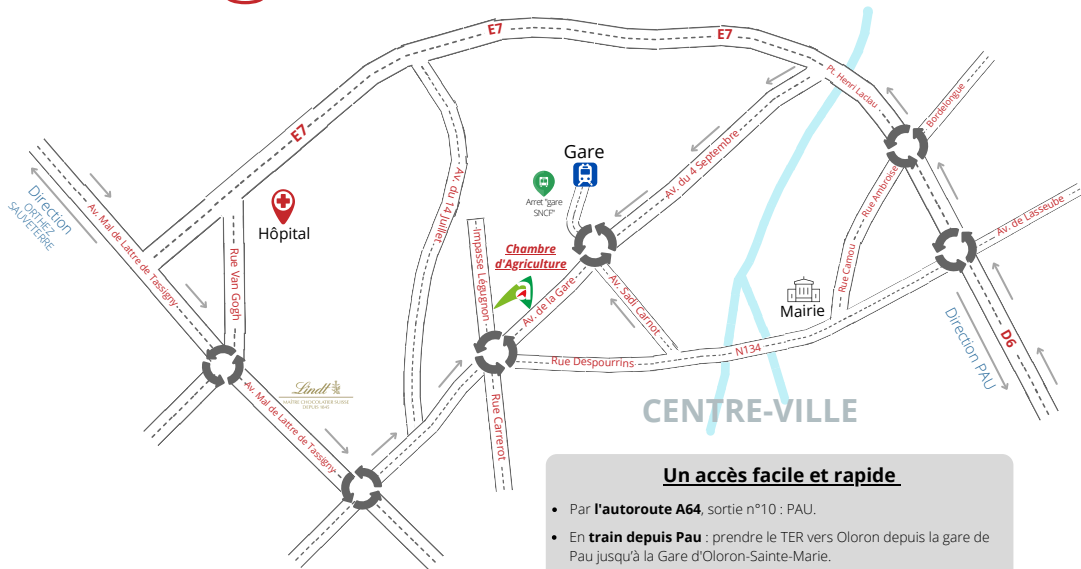 E7
E7
E7
Pt. Henri Laclau
Bordelongue
Gare
Av. du 4 Septembre
Arret "gare
SNCF"
Rue Ambroise
Av. du 14 juillet
Direction
ORTHEZ
SAUVETERRE
Av. Mal de Lattre de Tassigny
Hôpital
Rue Van Gogh
Impasse Légugnon
Chambre
d'Agriculture
Av. de Lasseube
Rue Camou
Av. de la Gare
Av. Sadi Carnot
Mairie
D6
Direction PAU
N134
Rue Despourrins
Lindt
MAÎTRE CHOCOLATIER SUISSE
DEPUIS 1845
Av. Mal de Lattre de Tassigny
Rue Carrerot
CENTRE-VILLE
Un accès facile et rapide
• Par l'autoroute A64, sortie n°10 : PAU.
• En train depuis Pau : prendre le TER vers Oloron depuis la gare de
Pau jusqu'à la Gare d'Oloron-Sainte-Marie.